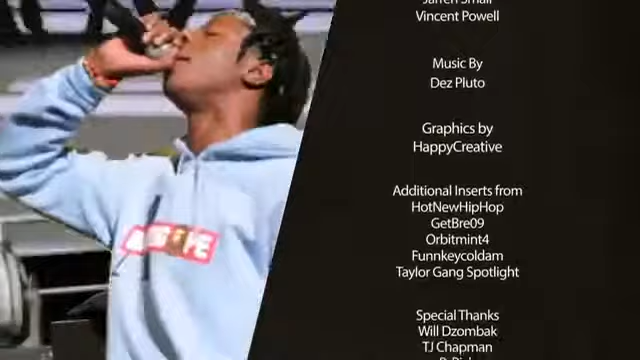 Vincent Powell
Music By
Dez Pluto
Graphics by
HappyCreative
Additional Inserts from
HotNewHipHop
GetBre09
Orbitmint4
Funnkeycoldam
Taylor Gang Spotlight
Special Thanks
Will Dzombak
TJ Chapman